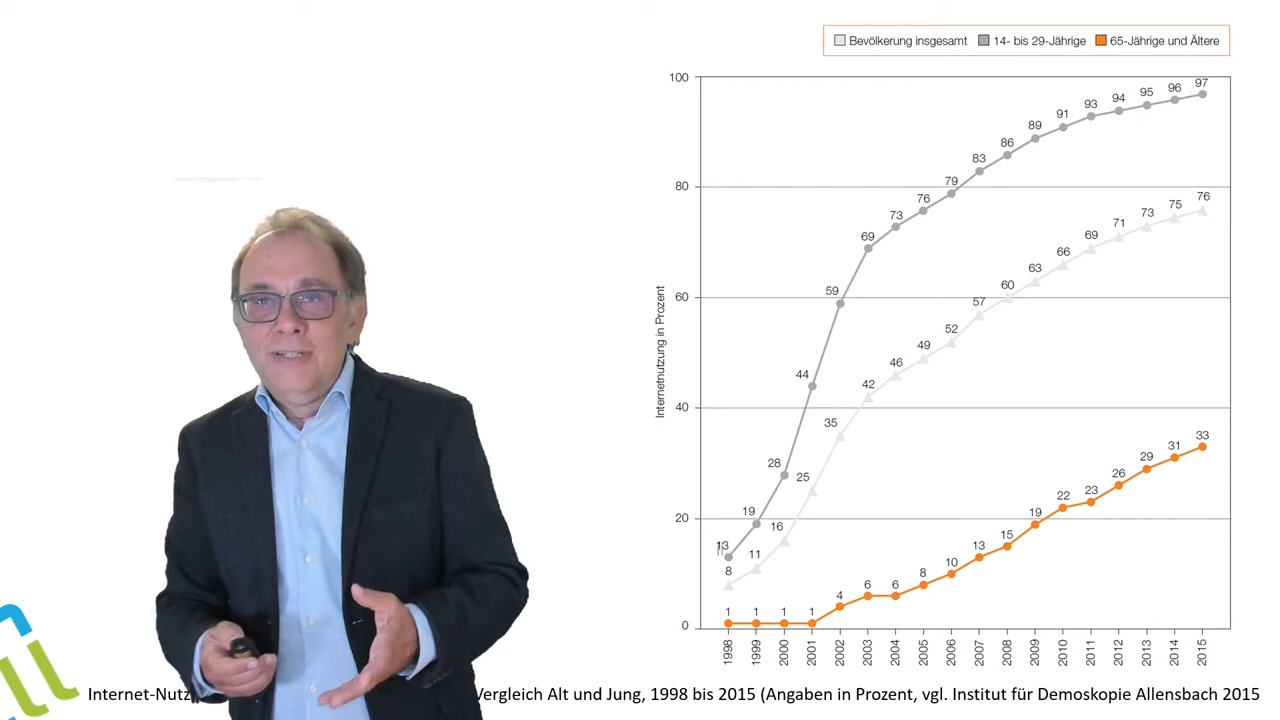 Bevölkerung insgesamt 14- bis 29-Jährige 65-Jährige und Ältere
Internetnutzung in Prozent
100
80
60
40
20
0
13 19 28 44 59 69 73 76 79 83 86 89 91 93 94 95 96 97
8 11 16 25 35 42 46 49 52 57 60 63 66 69 71 73 75 76
1 1 1 1 4 6 6 8 10 13 15 19 22 23 26 29 31 33
1998 1999 2000 2001 2002 2003 2004 2005 2006 2007 2008 2009 2010 2011 2012 2013 2014 2015
Internet-Nutz Vergleich Alt und Jung, 1998 bis 2015 (Angaben in Prozent, vgl. Institut für Demoskopie Allensbach 2015